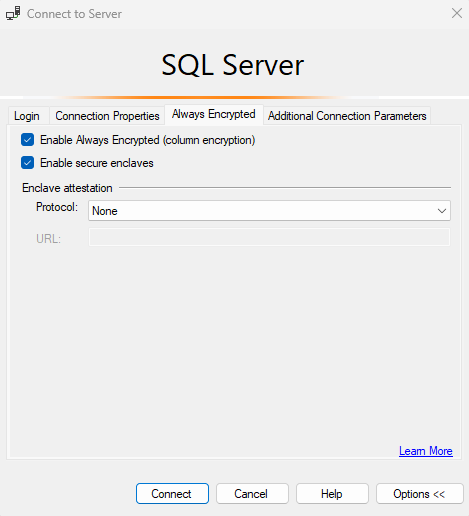 Connect to Server
SQL Server
Login Connection Properties Always Encrypted Additional Connection Parameters
Enable Always Encrypted (column encryption)
Enable secure enclaves
Enclave attestation
Protocol: None
URL:
Learn More
Connect Cancel Help Options <<